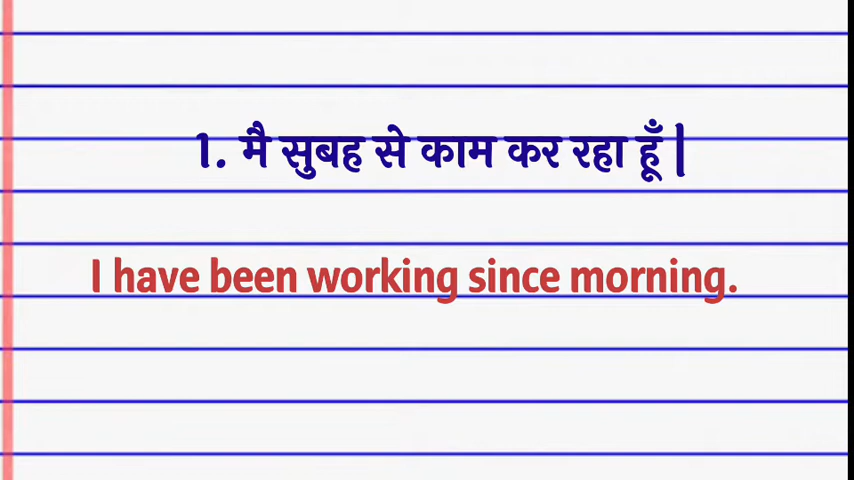 1. मै सुबह से काम कर रहा हूँ |
I have been working since morning.